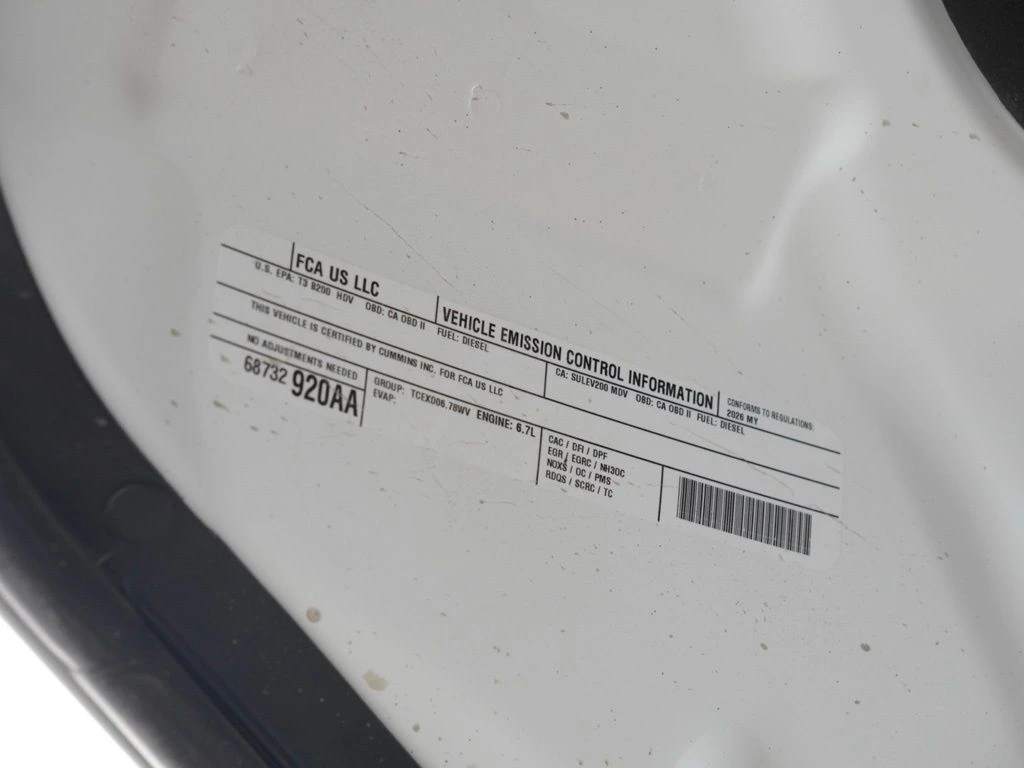 FCA US LLC
VEHICLE EMISSION CONTROL INFORMATION
CONFORMS TO REGULATIONS:
2026 MY
U.S. EPA: T3 B200 HDV OBD: CA OBD II FUEL: DIESEL
CA: SULEV200 MDV OBD: CA OBD II FUEL: DIESEL
THIS VEHICLE IS CERTIFIED BY CUMMINS INC. FOR FCA US LLC
NO ADJUSTMENTS NEEDED
68732920AA
GROUP: TCEXD06.78WV ENGINE: 6.7L
EVAP:
CAC / DFI / DPF
EGR / EGRC / NH3OC
NOXS / OC / PMS
RDQS / SCRC / TC